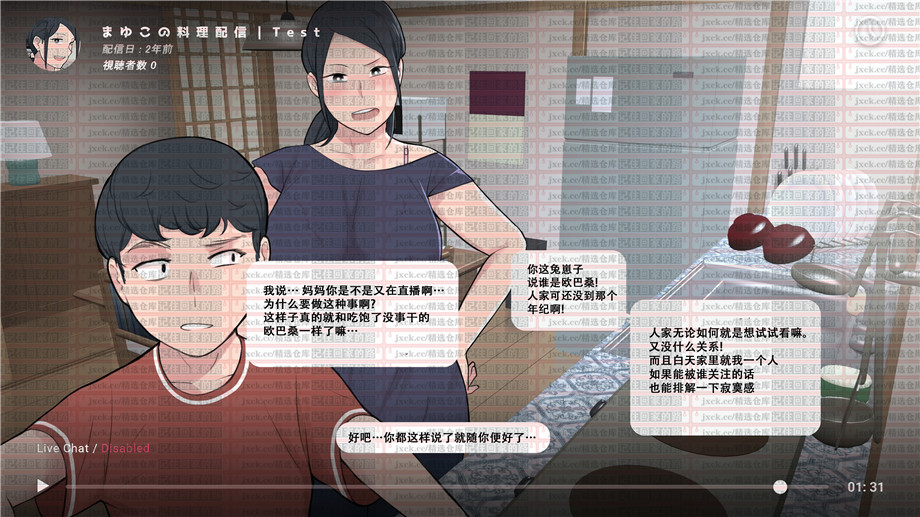 まゆこの料理配信 | Test
配信日：2年前
視聴者数 0
我说… 妈妈你是不是又在直播啊…
为什么要做这种事啊?
这样子真的就和吃饱了没事干的
欧巴桑一样了嘛…
你这兔崽子
说谁是欧巴桑!
人家可还没到那个
年纪啊!
人家无论如何就是想试试看嘛。
又没什么关系!
而且白天家里就我一个人
如果能被谁关注的话
也能排解一下寂寞感
好吧…你都这样说了就随你便好了…
Live Chat / Disabled
01:31
jxek.cc/精选仓库